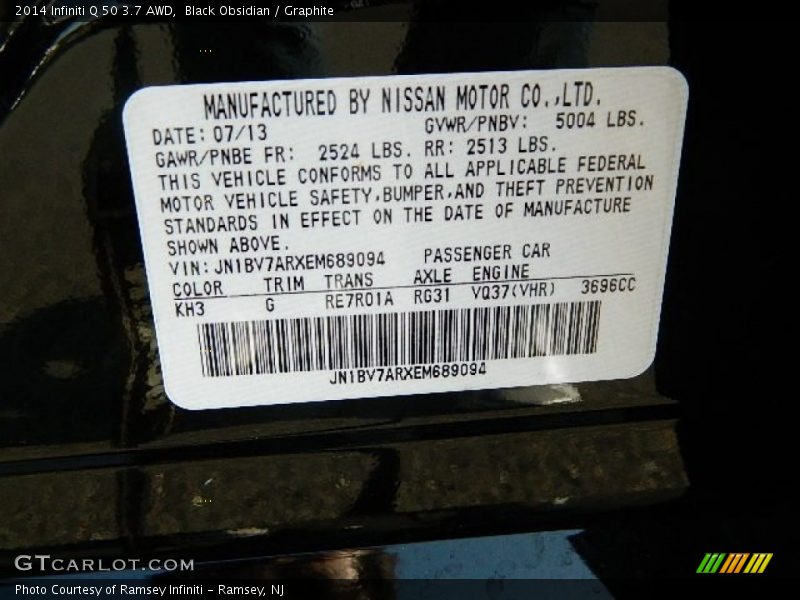 2014 Infiniti Q 50 3.7 AWD, Black Obsidian / Graphite
MANUFACTURED BY NISSAN MOTOR CO.,LTD.
DATE: 07/13 GVWR/PNBV: 5004 LBS.
GAWR/PNBE FR: 2524 LBS. RR: 2513 LBS.
THIS VEHICLE CONFORMS TO ALL APPLICABLE FEDERAL
MOTOR VEHICLE SAFETY,BUMPER,AND THEFT PREVENTION
STANDARDS IN EFFECT ON THE DATE OF MANUFACTURE
SHOWN ABOVE.
VIN: JN1BV7ARXEM689094 PASSENGER CAR
COLOR TRIM TRANS AXLE ENGINE
KH3 G RE7R01A RG31 VQ37(VHR) 3696CC
JN1BV7ARXEM689094
GTCARLOT.COM
Photo Courtesy of Ramsey Infiniti - Ramsey, NJ